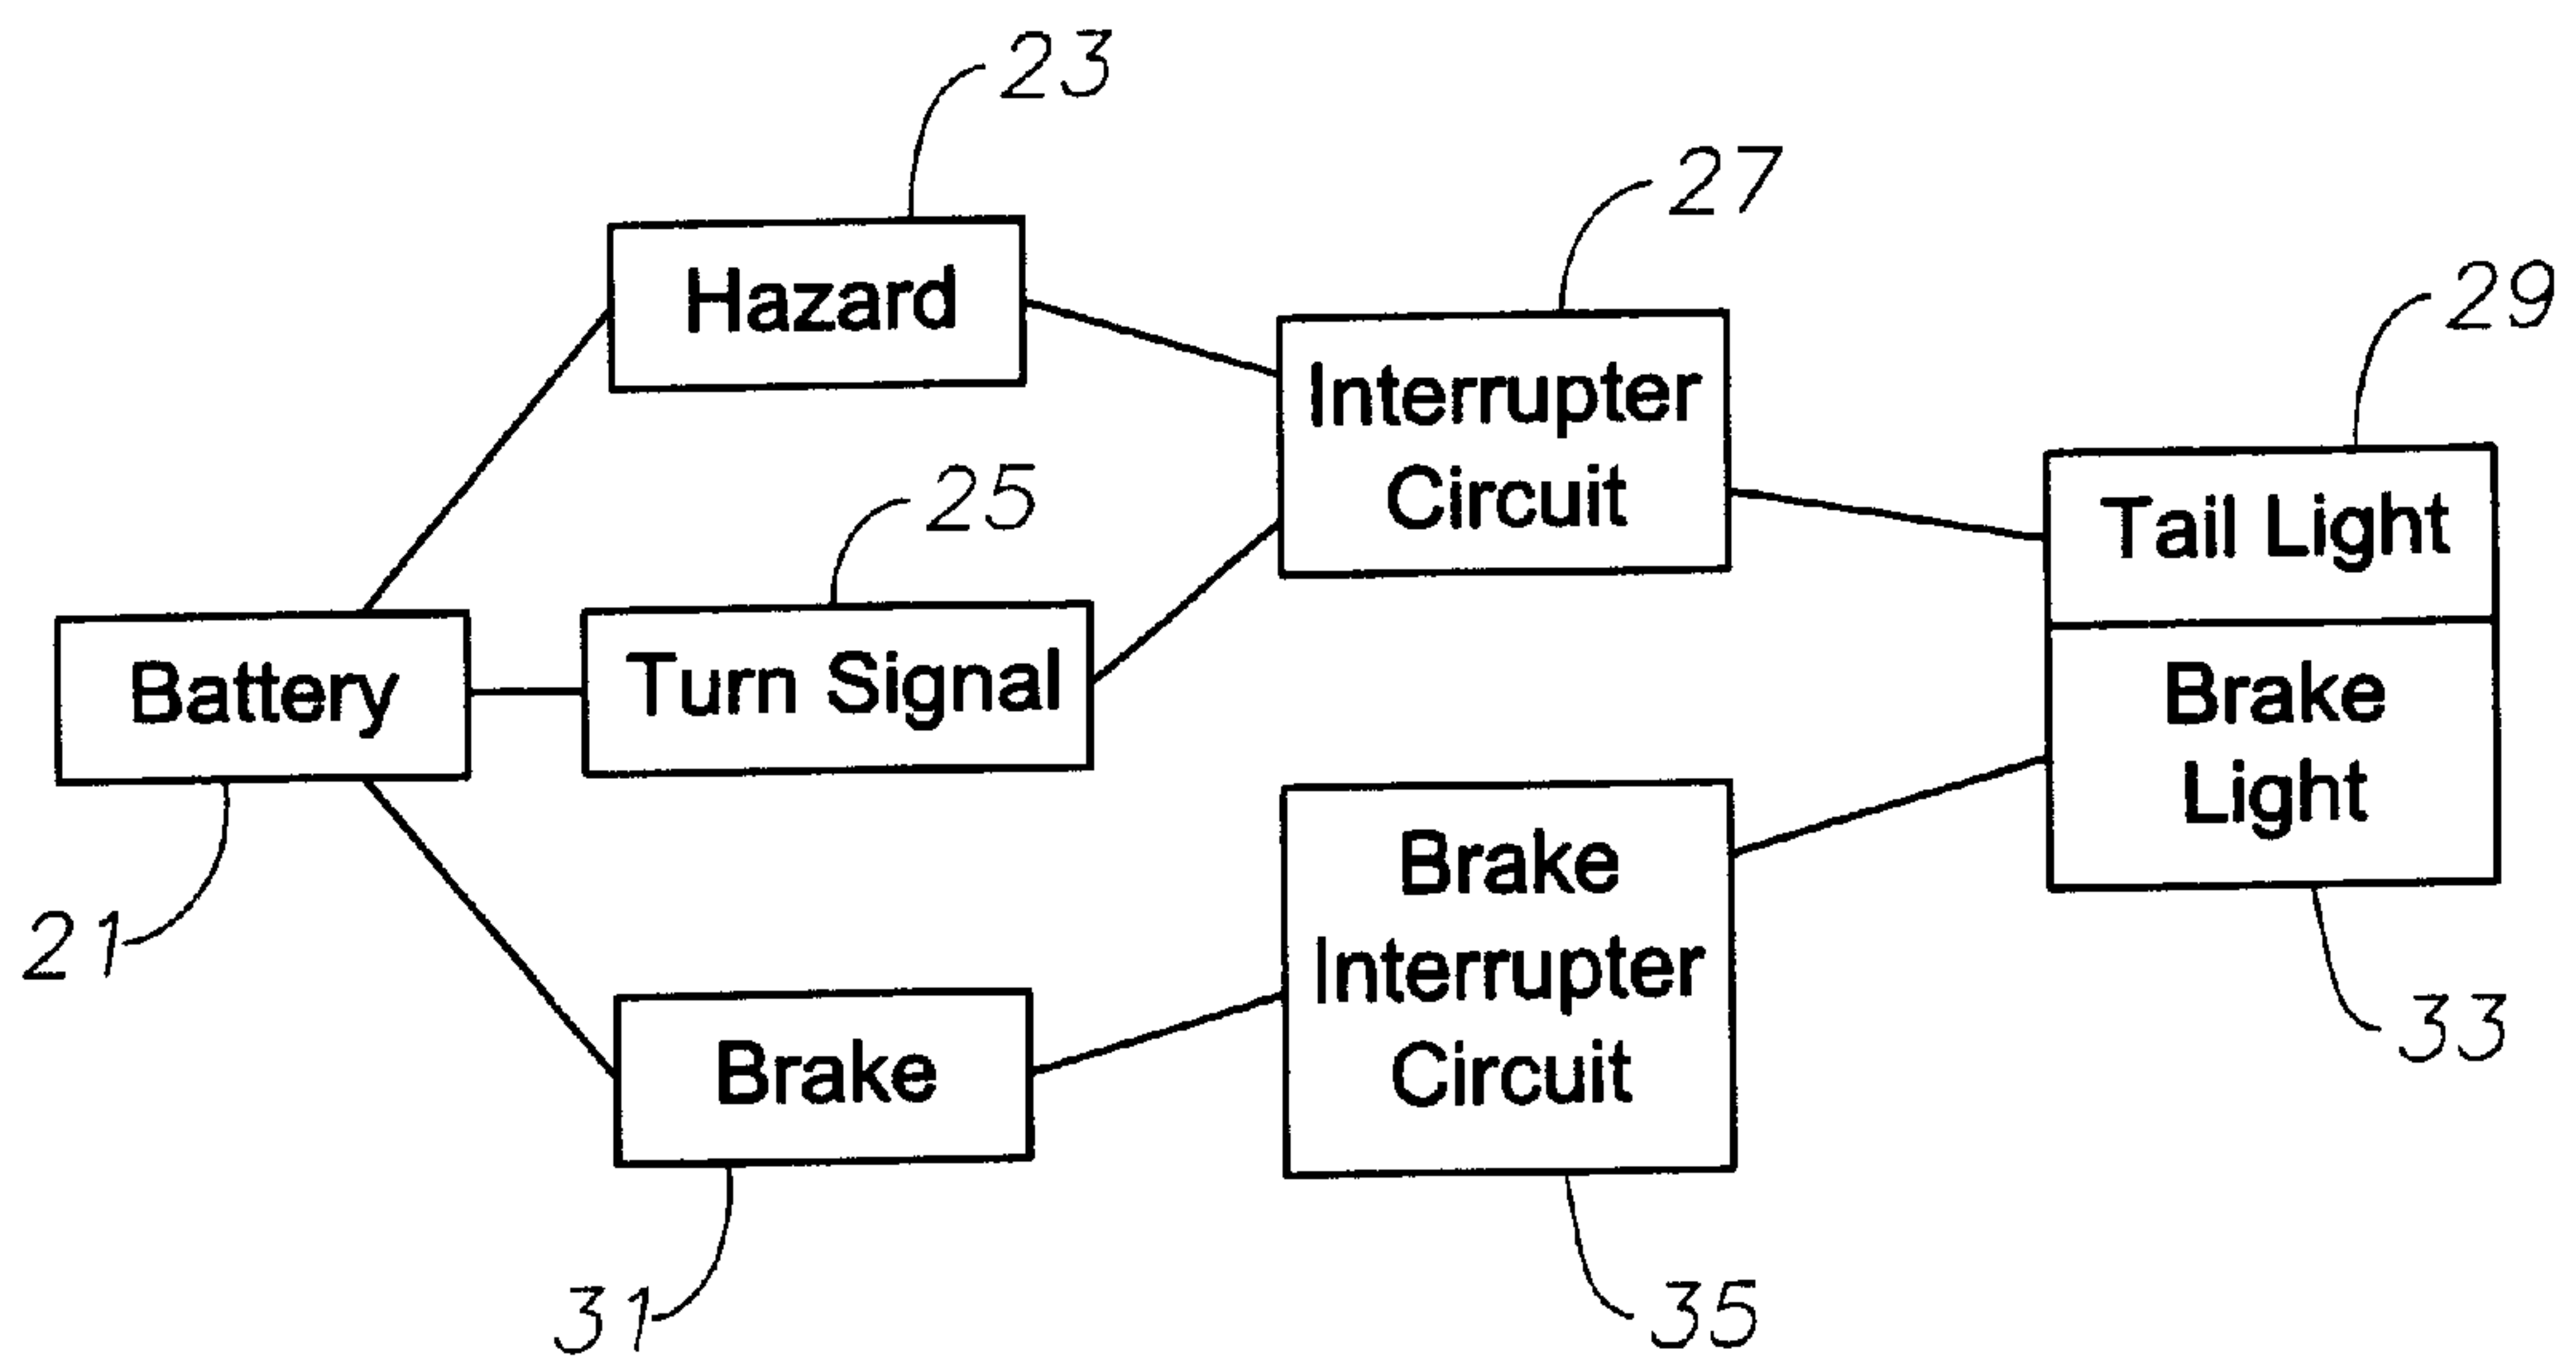 23
27
29
Hazard
Interrupter
Circuit
25
Tail Light
Battery
Turn Signal
Brake
Light
21
Brake
Interrupter
Circuit
33
Brake
31
35